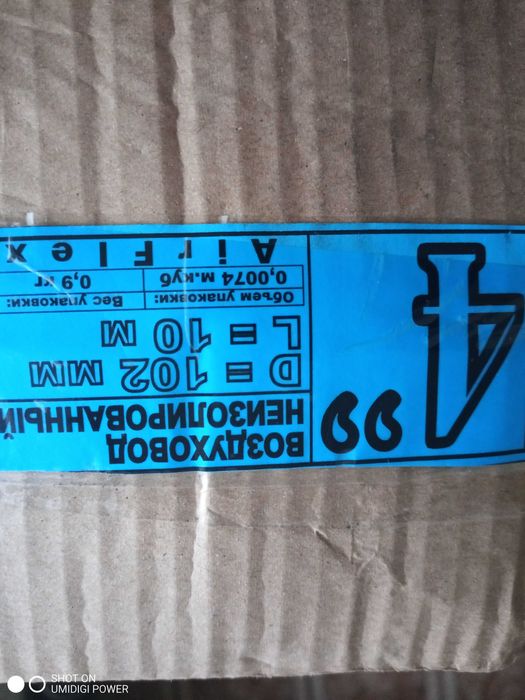 4”
ВОЗДУХОВОД
НЕИЗОЛИРОВАННЫЙ
D = 102 ММ
L = 10 М
Объем упаковки: Вес упаковки:
0,0074 м.куб 0,9 кг
AirFlex
SHOT ON
UMIDIGI POWER